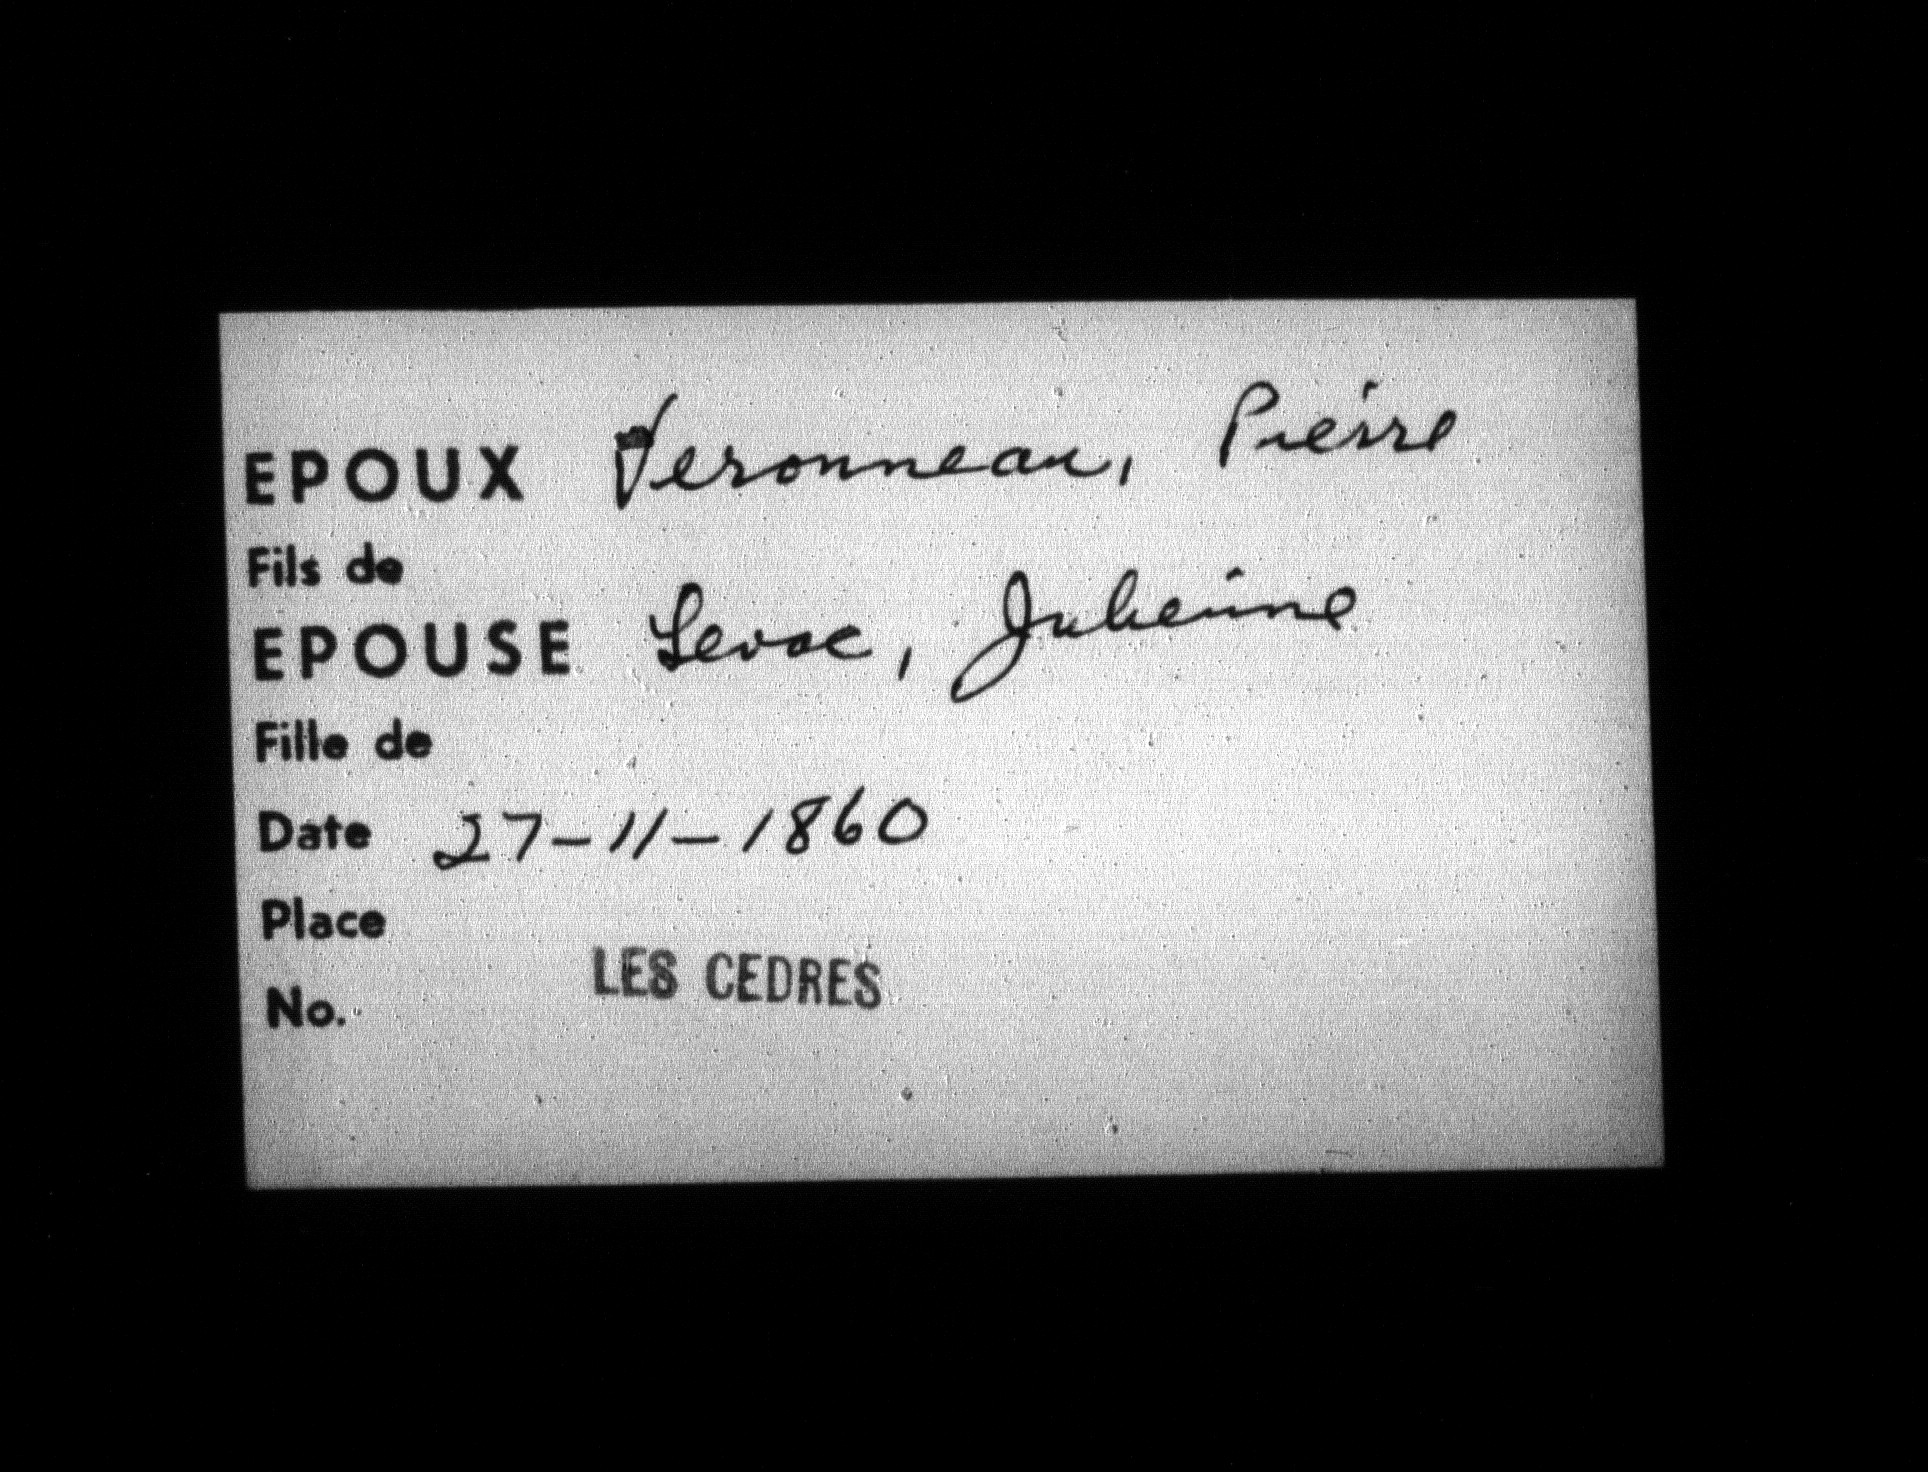 EPOUX Veronneau, Pierre
Fils de
EPOUSE Levac, Julienne
Fille de
Date 27-11-1860
Place
LES CEDRES
No.